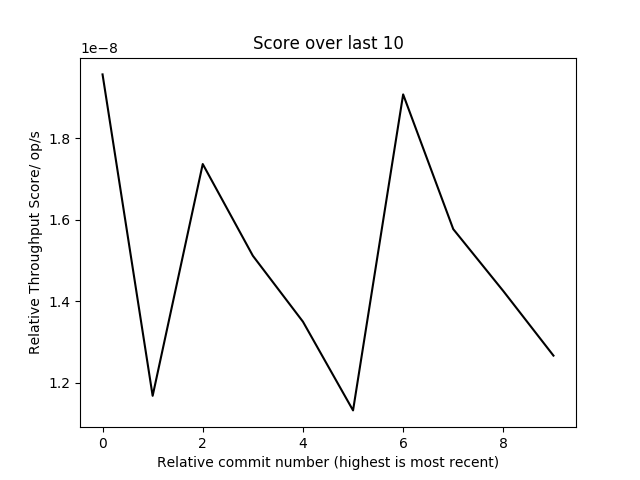 Score over last 10
1e−8
1.8
1.6
1.4
1.2
Relative Throughput Score/ op/s
0 2 4 6 8
Relative commit number (highest is most recent)